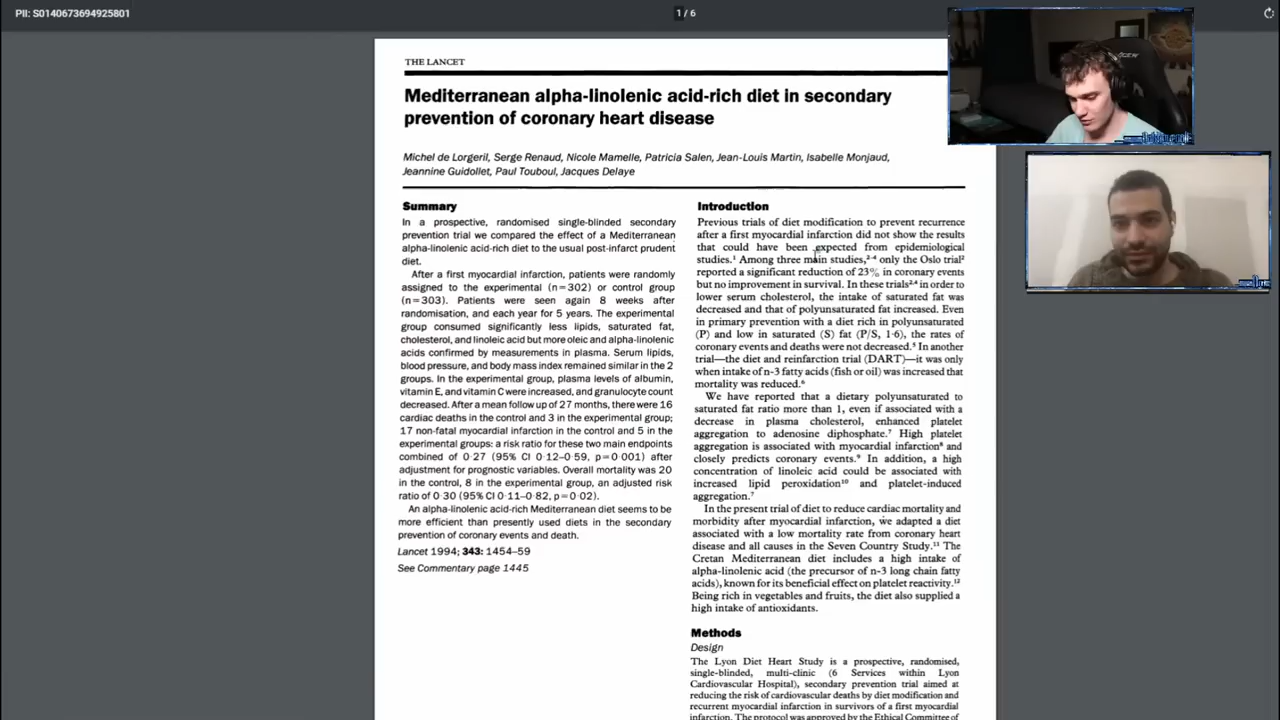 PII: S0140673694925801
1 / 6
THE LANCET
Mediterranean alpha-linolenic acid-rich diet in secondary
prevention of coronary heart disease
Michel de Lorgeril, Serge Renaud, Nicole Mamelle, Patricia Salen, Jean-Louis Martin, Isabelle Monjaud,
Jeannine Guidollet, Paul Touboul, Jacques Delaye
Summary
In a prospective, randomised single-blinded secondary
prevention trial we compared the effect of a Mediterranean
alpha-linolenic acid-rich diet to the usual post-infarct prudent
diet.
After a first myocardial infarction, patients were randomly
assigned to the experimental (n=302) or control group
(n=303). Patients were seen again 8 weeks after
randomisation, and each year for 5 years. The experimental
group consumed significantly less lipids, saturated fat,
cholesterol, and linoleic acid but more oleic and alpha-linolenic
acids confirmed by measurements in plasma. Serum lipids,
blood pressure, and body mass index remained similar in the 2
groups. In the experimental group, plasma levels of albumin,
vitamin E, and vitamin C were increased, and granulocyte count
decreased. After a mean follow up of 27 months, there were 16
cardiac deaths in the control and 3 in the experimental group;
17 non-fatal myocardial infarction in the control and 5 in the
experimental groups: a risk ratio for these two main endpoints
combined of 0·27 (95% CI 0·12–0·59, p=0·001) after
adjustment for prognostic variables. Overall mortality was 20
in the control, 8 in the experimental group, an adjusted risk
ratio of 0·30 (95% CI 0·11–0·82, p=0·02).
An alpha-linolenic acid-rich Mediterranean diet seems to be
more efficient than presently used diets in the secondary
prevention of coronary events and death.
Lancet 1994; 343: 1454–59
See Commentary page 1445
Introduction
Previous trials of diet modification to prevent recurrence
after a first myocardial infarction did not show the results
that could have been expected from epidemiological
studies.¹ Among three main studies,²⁻⁴ only the Oslo trial²
reported a significant reduction of 23% in coronary events
but no improvement in survival. In these trials²,⁴ in order to
lower serum cholesterol, the intake of saturated fat was
decreased and that of polyunsaturated fat increased. Even
in primary prevention with a diet rich in polyunsaturated
(P) and low in saturated (S) fat (P/S, 1·6), the rates of
coronary events and deaths were not decreased.⁵ In another
trial—the diet and reinfarction trial (DART)—it was only
when intake of n-3 fatty acids (fish or oil) was increased that
mortality was reduced.⁶
We have reported that a dietary polyunsaturated to
saturated fat ratio more than 1, even if associated with a
decrease in plasma cholesterol, enhanced platelet
aggregation to adenosine diphosphate.⁷ High platelet
aggregation is associated with myocardial infarction⁸ and
closely predicts coronary events.⁹ In addition, a high
concentration of linoleic acid could be associated with
increased lipid peroxidation¹⁰ and platelet-induced
aggregation.⁷
In the present trial of diet to reduce cardiac mortality and
morbidity after myocardial infarction, we adapted a diet
associated with a low mortality rate from coronary heart
disease and all causes in the Seven Country Study.¹¹ The
Cretan Mediterranean diet includes a high intake of
alpha-linolenic acid (the precursor of n-3 long chain fatty
acids), known for its beneficial effect on platelet reactivity.¹²
Being rich in vegetables and fruits, the diet also supplied a
high intake of antioxidants.
Methods
Design
The Lyon Diet Heart Study is a prospective, randomised,
single-blinded, multi-clinic (6 Services within Lyon
Cardiovascular Hospital), secondary prevention trial aimed at
reducing the risk of cardiovascular deaths by diet modification and
recurrent myocardial infarction in survivors of a first myocardial
infarction. The protocol was approved by the Ethical Committee of